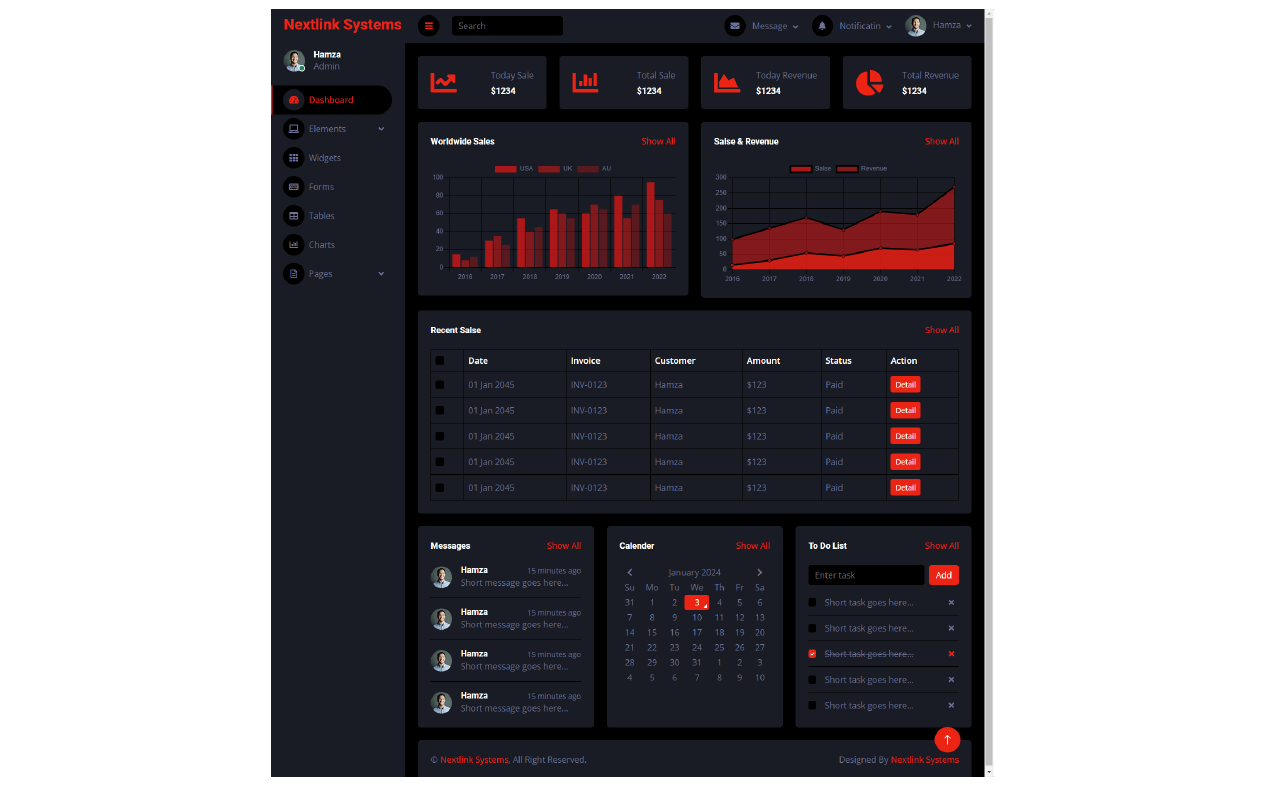 Nextlink Systems
Search
Message
Notificatin
Hamza
Hamza
Admin
Dashboard
Elements
Widgets
Forms
Tables
Charts
Pages
Today Sale
$1234
Total Sale
$1234
Today Revenue
$1234
Total Revenue
$1234
Worldwide Sales Show All
USA UK AU
100
80
60
40
20
0
2016 2017 2018 2019 2020 2021 2022
Salse & Revenue Show All
Salse Revenue
300
250
200
150
100
50
0
2016 2017 2018 2019 2020 2021 2022
Recent Salse Show All
Date Invoice Customer Amount Status Action
01 Jan 2045 INV-0123 Hamza $123 Paid Detail
01 Jan 2045 INV-0123 Hamza $123 Paid Detail
01 Jan 2045 INV-0123 Hamza $123 Paid Detail
01 Jan 2045 INV-0123 Hamza $123 Paid Detail
01 Jan 2045 INV-0123 Hamza $123 Paid Detail
Messages Show All
Hamza 15 minutes ago
Short message goes here...
Hamza 15 minutes ago
Short message goes here...
Hamza 15 minutes ago
Short message goes here...
Hamza 15 minutes ago
Short message goes here...
Calender Show All
January 2024
Su Mo Tu We Th Fr Sa
31 1 2 3 4 5 6
7 8 9 10 11 12 13
14 15 16 17 18 19 20
21 22 23 24 25 26 27
28 29 30 31 1 2 3
4 5 6 7 8 9 10
To Do List Show All
Enter task Add
Short task goes here...
Short task goes here...
Short task goes here...
Short task goes here...
Short task goes here...
© Nextlink Systems, All Right Reserved.
Designed By Nextlink Systems